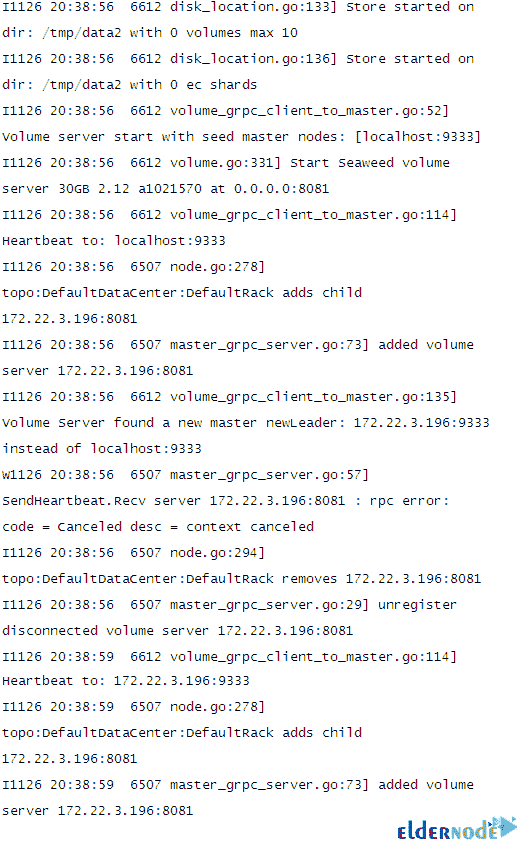 I1126 20:38:56  6612 disk_location.go:133] Store started on
dir: /tmp/data2 with 0 volumes max 10
I1126 20:38:56  6612 disk_location.go:136] Store started on
dir: /tmp/data2 with 0 ec shards
I1126 20:38:56  6612 volume_grpc_client_to_master.go:52]
Volume server start with seed master nodes: [localhost:9333]
I1126 20:38:56  6612 volume.go:331] Start Seaweed volume
server 30GB 2.12 a1021570 at 0.0.0.0:8081
I1126 20:38:56  6612 volume_grpc_client_to_master.go:114]
Heartbeat to: localhost:9333
I1126 20:38:56  6507 node.go:278]
topo:DefaultDataCenter:DefaultRack adds child
172.22.3.196:8081
I1126 20:38:56  6507 master_grpc_server.go:73] added volume
server 172.22.3.196:8081
I1126 20:38:56  6612 volume_grpc_client_to_master.go:135]
Volume Server found a new master newLeader: 172.22.3.196:9333
instead of localhost:9333
W1126 20:38:56  6507 master_grpc_server.go:57]
SendHeartbeat.Recv server 172.22.3.196:8081 : rpc error:
code = Canceled desc = context canceled
I1126 20:38:56  6507 node.go:294]
topo:DefaultDataCenter:DefaultRack removes 172.22.3.196:8081
I1126 20:38:56  6507 master_grpc_server.go:29] unregister
disconnected volume server 172.22.3.196:8081
I1126 20:38:59  6612 volume_grpc_client_to_master.go:114]
Heartbeat to: 172.22.3.196:9333
I1126 20:38:59  6507 node.go:278]
topo:DefaultDataCenter:DefaultRack adds child
172.22.3.196:8081
I1126 20:38:59  6507 master_grpc_server.go:73] added volume
server 172.22.3.196:8081
eLDERNODE